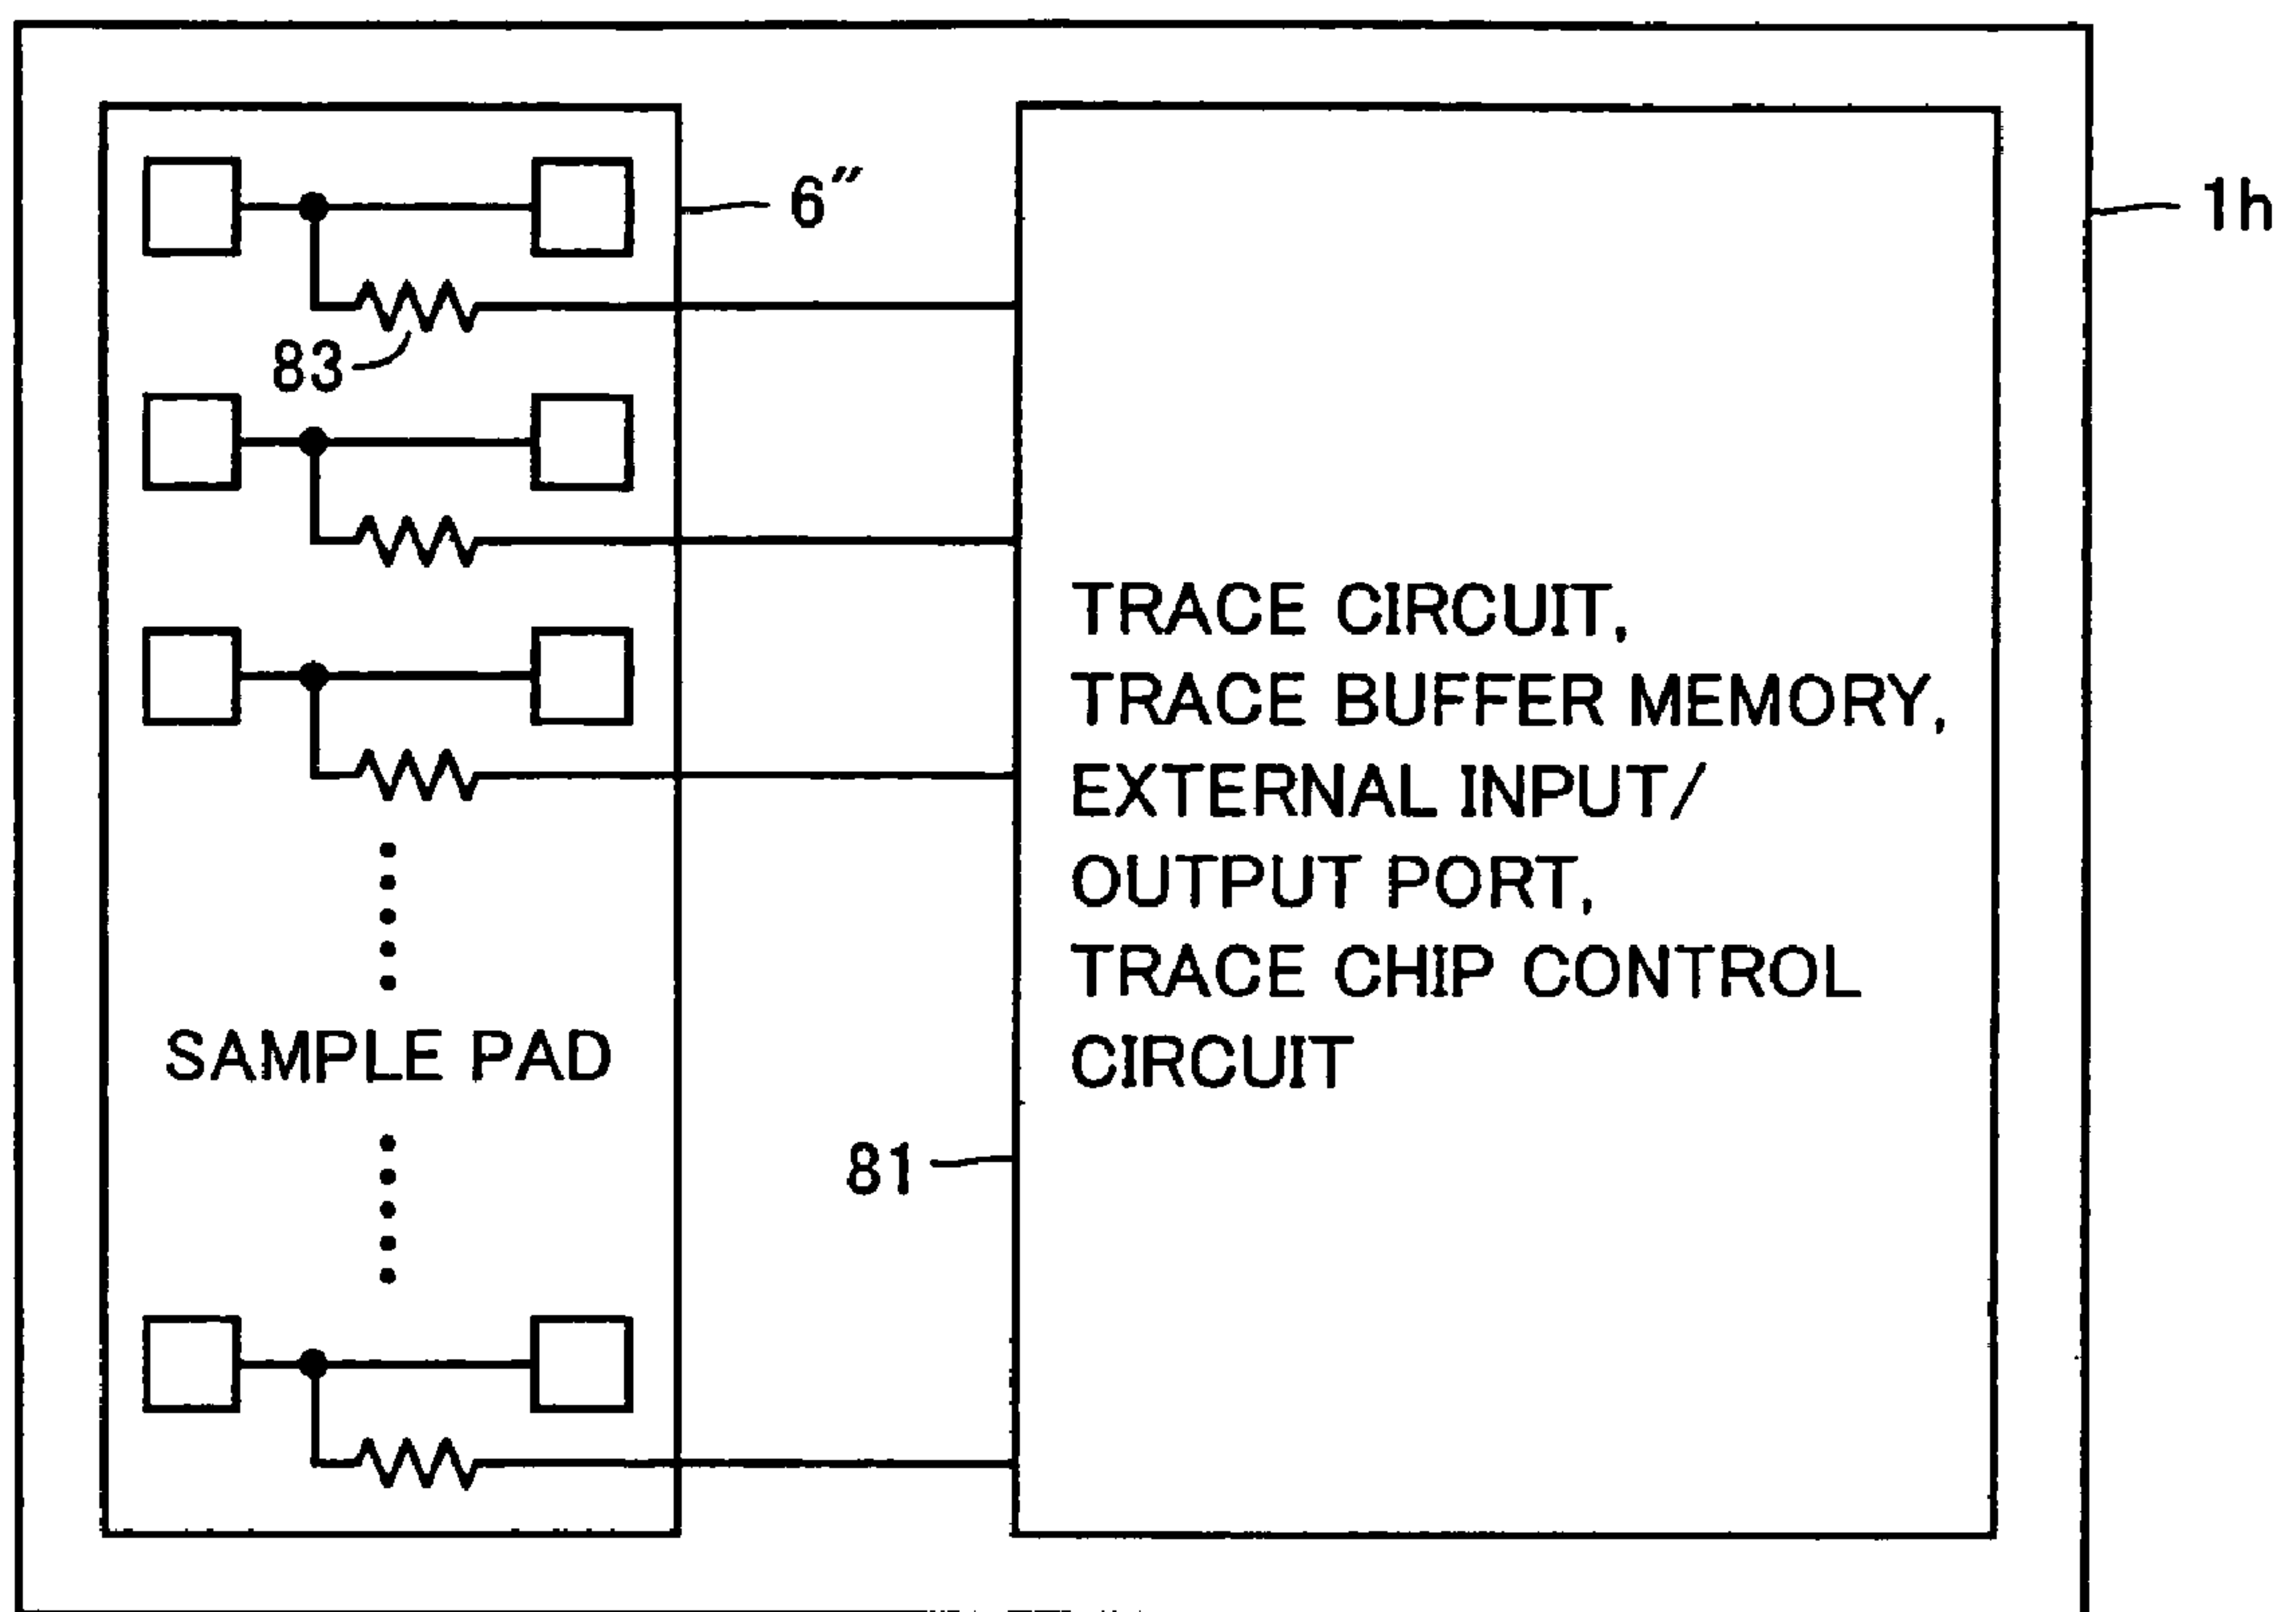 6″
1h
83
TRACE CIRCUIT,
TRACE BUFFER MEMORY,
EXTERNAL INPUT/
OUTPUT PORT,
TRACE CHIP CONTROL
CIRCUIT
SAMPLE PAD
81